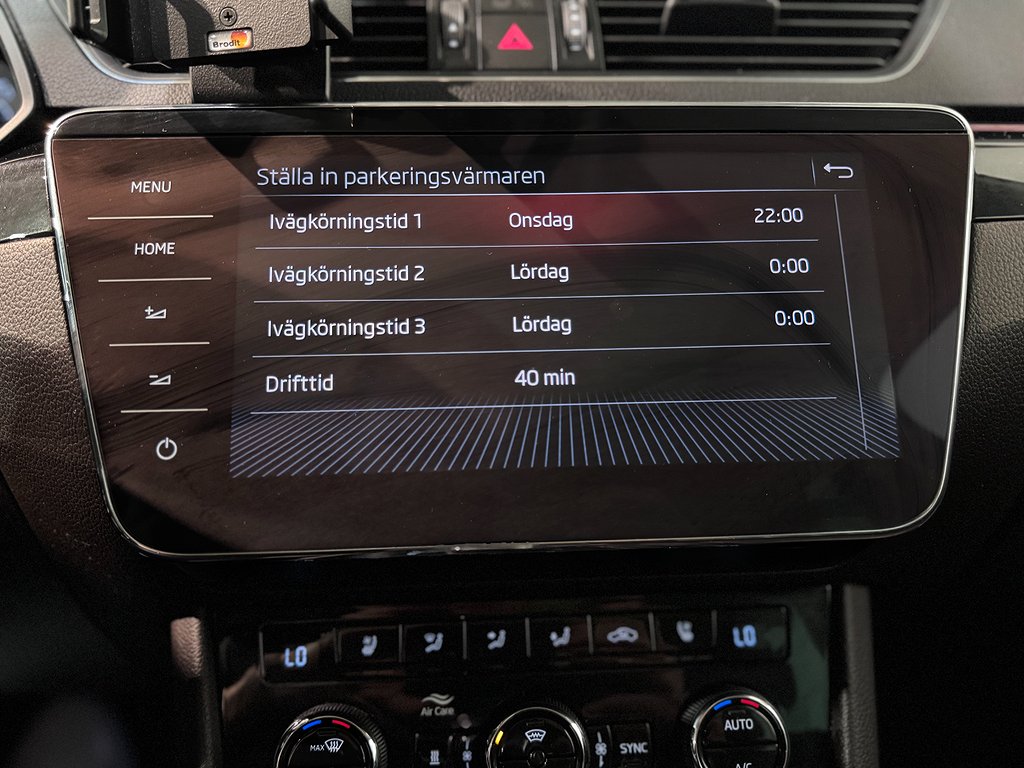 Brodit
MENU
HOME
Ställa in parkeringsvärmaren
Ivägkörningstid 1 Onsdag 22:00
Ivägkörningstid 2 Lördag 0:00
Ivägkörningstid 3 Lördag 0:00
Drifttid 40 min
LO LO
Air Care
MAX
AUTO
SYNC
A/C